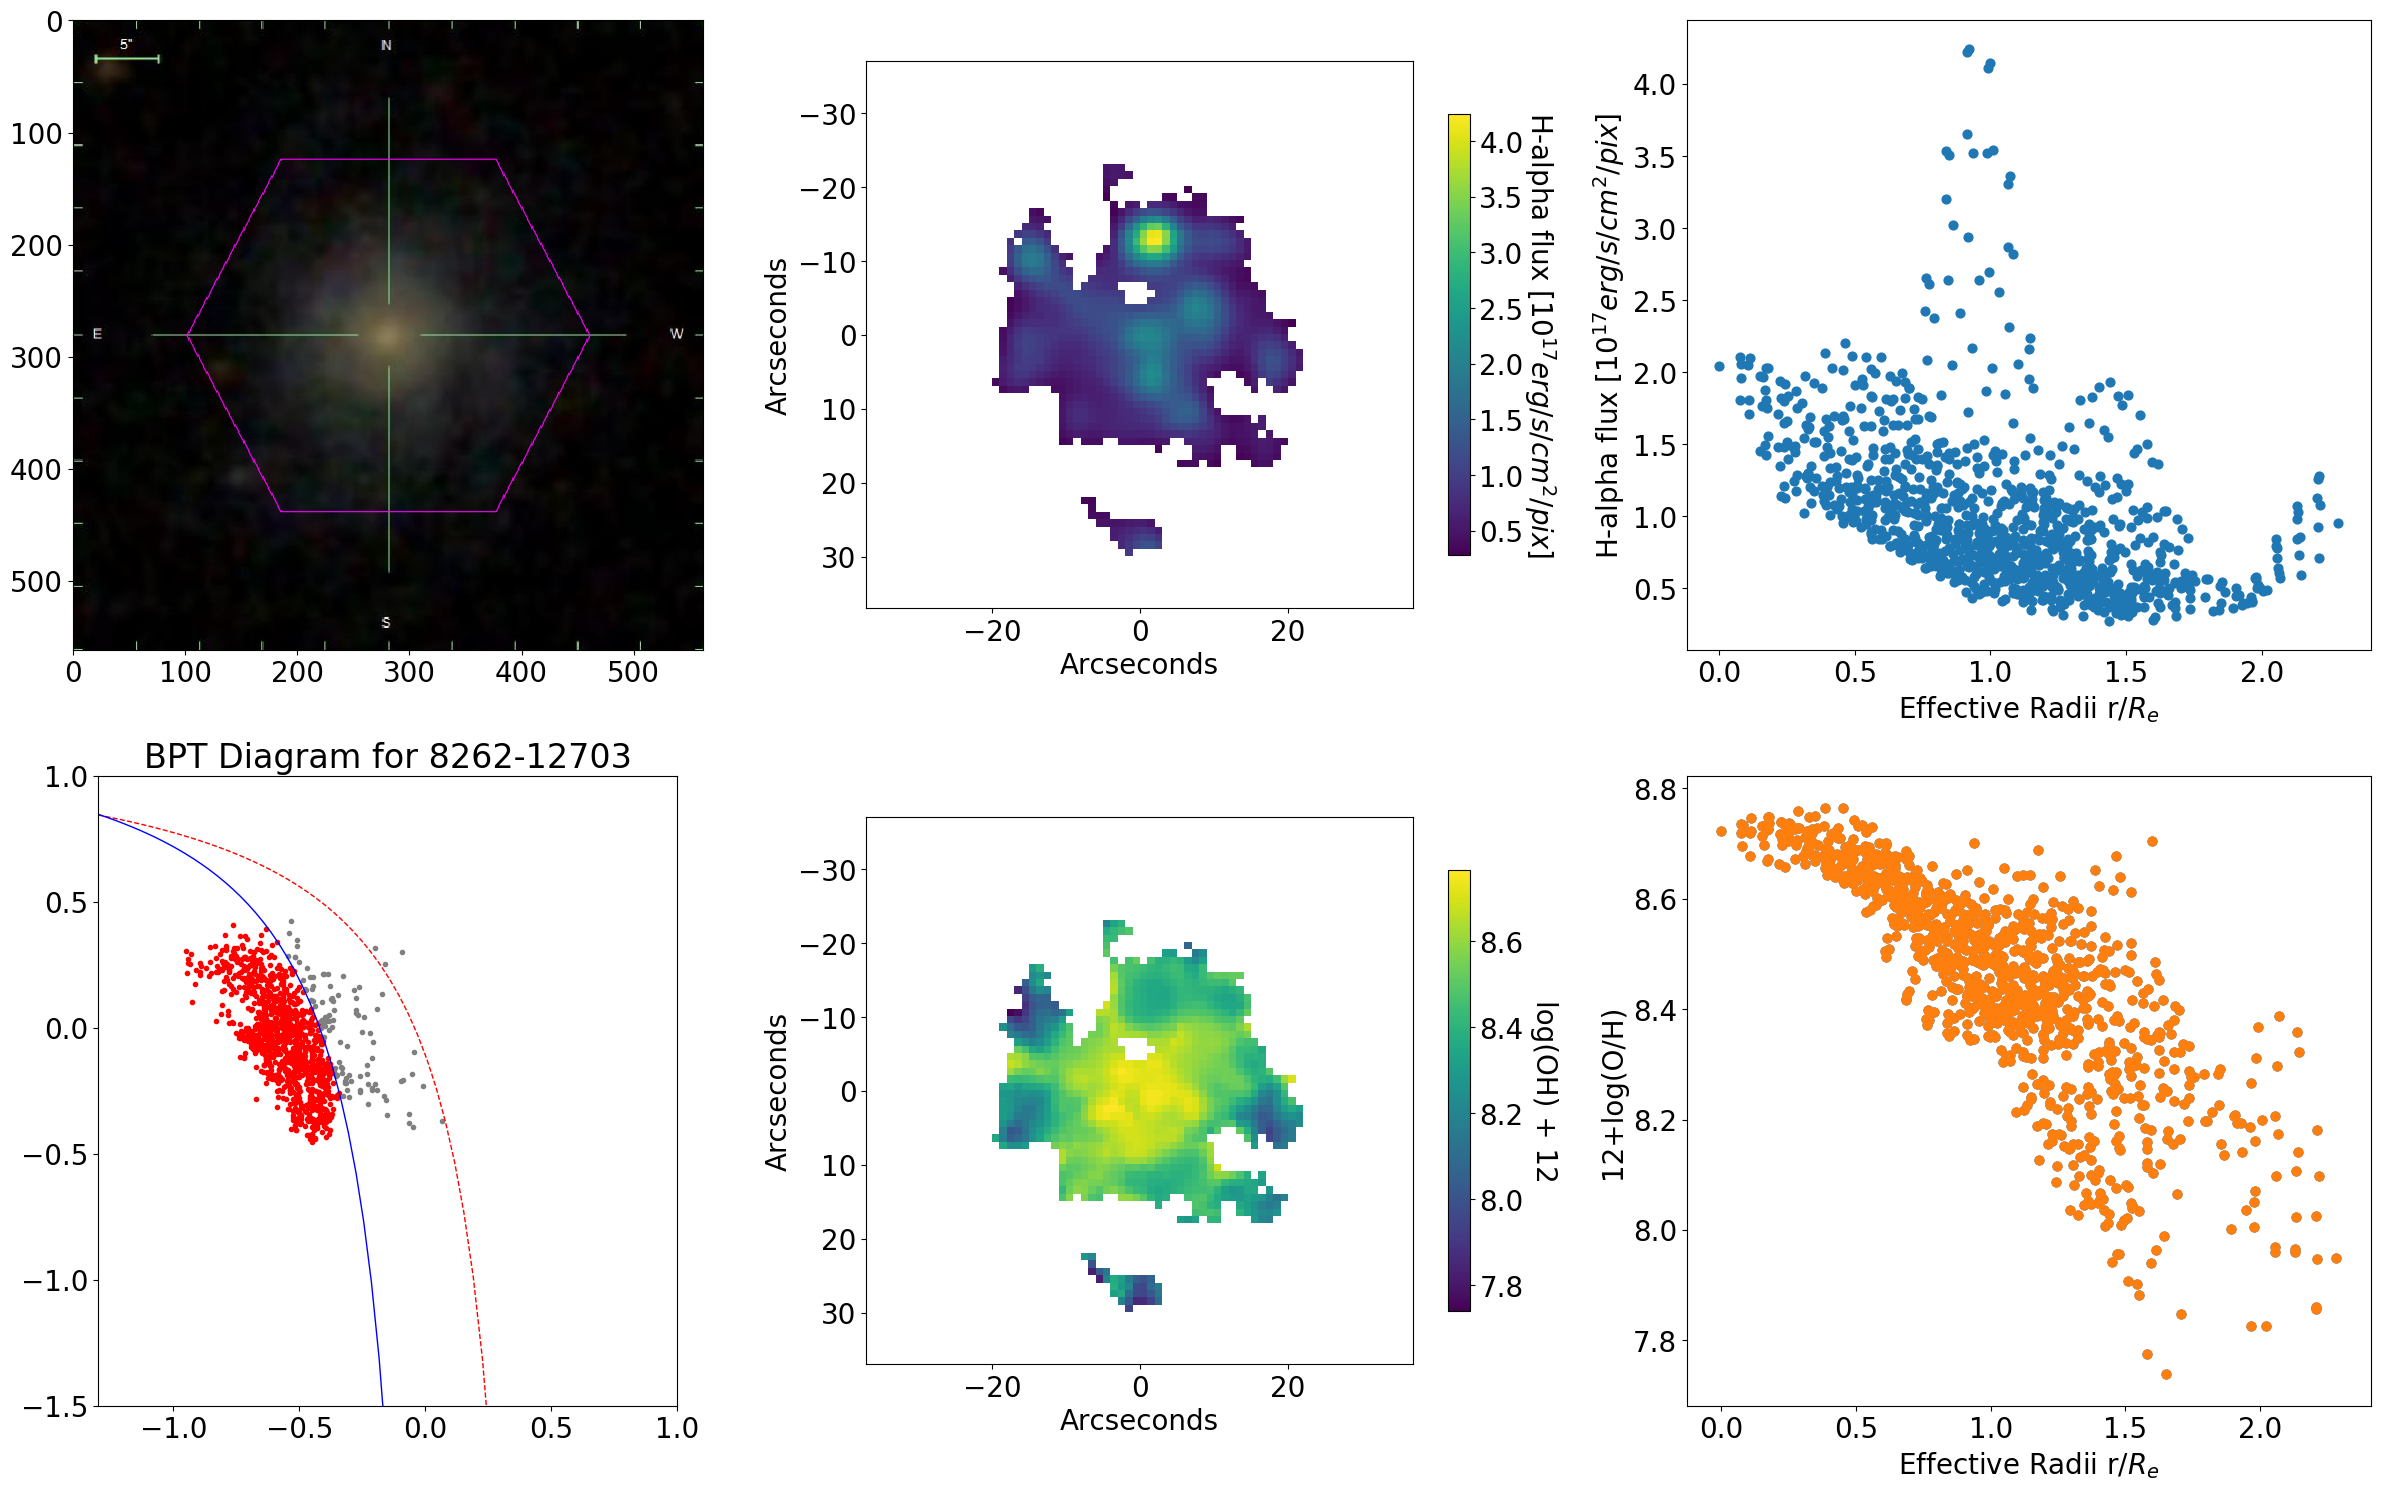 0
100
200
300
400
500
0 100 200 300 400 500
5"
N
E
W
S
−30
−20
−10
0
10
20
30
−20 0 20
Arcseconds
Arcseconds
4.0
3.5
3.0
2.5
2.0
1.5
1.0
0.5
H-alpha flux [10^17 erg/s/cm^2/pix]
4.0
3.5
3.0
2.5
2.0
1.5
1.0
0.5
0.0 0.5 1.0 1.5 2.0
Effective Radii r/R_e
H-alpha flux [10^17 erg/s/cm^2/pix]
BPT Diagram for 8262-12703
1.0
0.5
0.0
−0.5
−1.0
−1.5
−1.0 −0.5 0.0 0.5 1.0
−30
−20
−10
0
10
20
30
−20 0 20
Arcseconds
Arcseconds
8.6
8.4
8.2
8.0
7.8
log(OH) + 12
8.8
8.6
8.4
8.2
8.0
7.8
0.0 0.5 1.0 1.5 2.0
Effective Radii r/R_e
12+log(O/H)